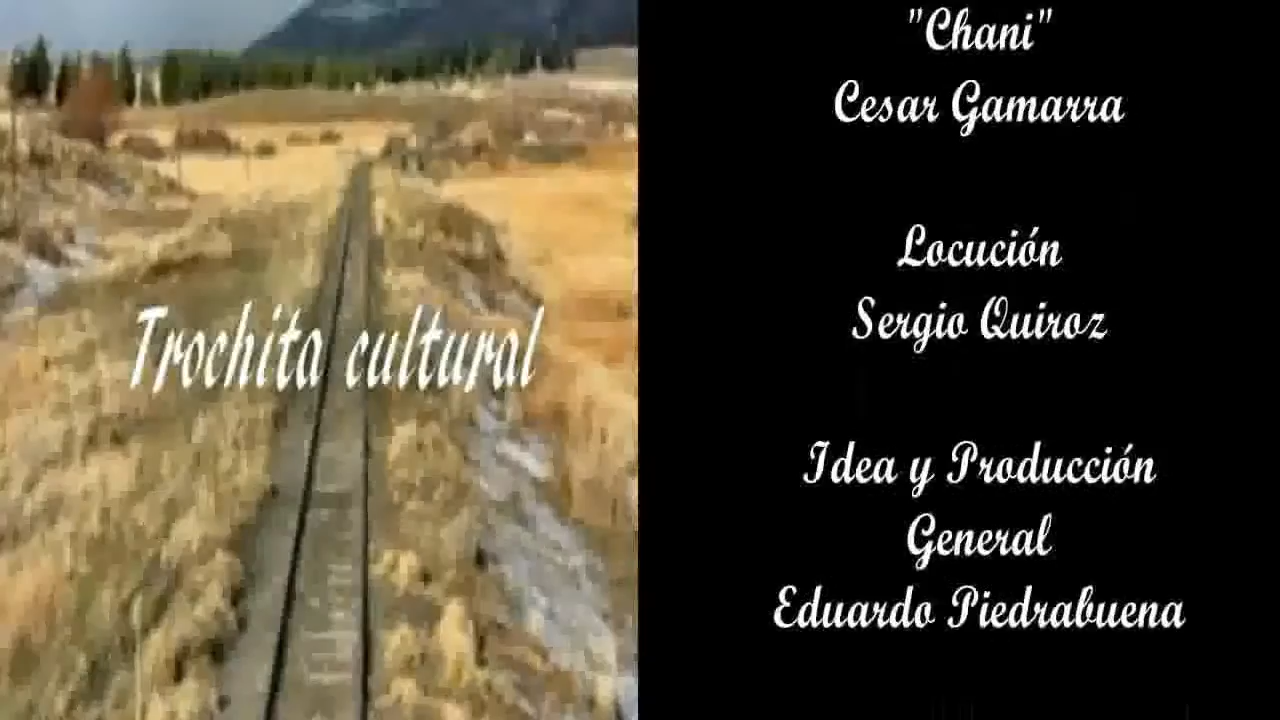 Trochita cultural
"Chani"
Cesar Gamarra
Locución
Sergio Quiroz
Idea y Producción
General
Eduardo Piedrabuena